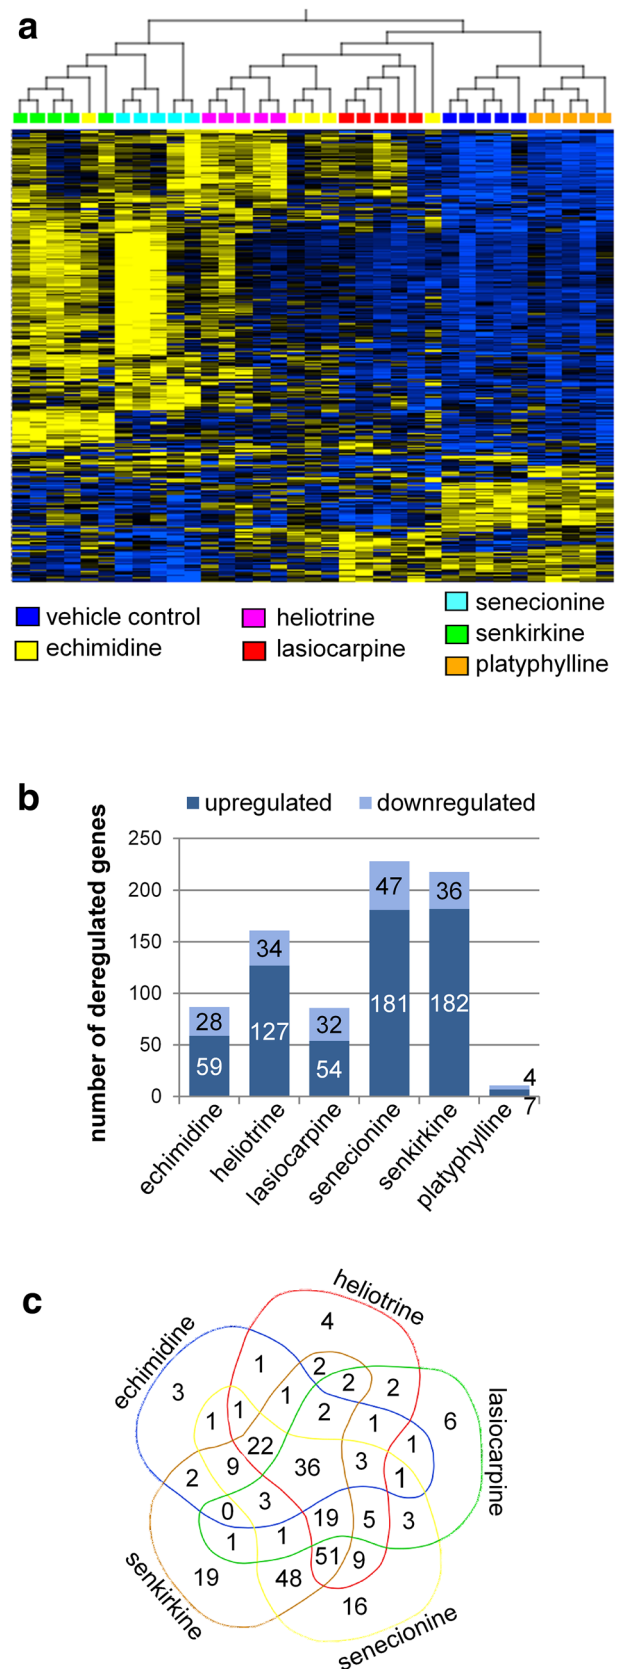 a
vehicle control
echimidine
heliotrine
lasiocarpine
senecionine
senkirkine
platyphylline
b
upregulated downregulated
number of deregulated genes
250
200
150
100
50
0
28
59
34
127
32
54
47
181
36
182
4
7
echimidine
heliotrine
lasiocarpine
senecionine
senkirkine
platyphylline
c
heliotrine
echimidine
lasiocarpine
senkirkine
senecionine
4
1 2 2 2
3 1 1 1 2 1 6
22 1
2 9 36 3 1
0 3 19 5 3
1 1 51 9
19 48 16